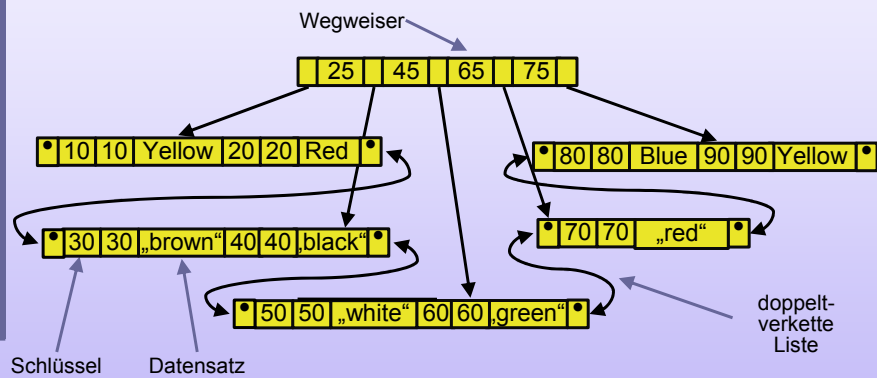 Wegweiser
25 45 65 75
10 10 Yellow 20 20 Red
80 80 Blue 90 90 Yellow
30 30 „brown“ 40 40 „black“
70 70 „red“
50 50 „white“ 60 60 „green“
doppelt-
verkette
Liste
Schlüssel Datensatz